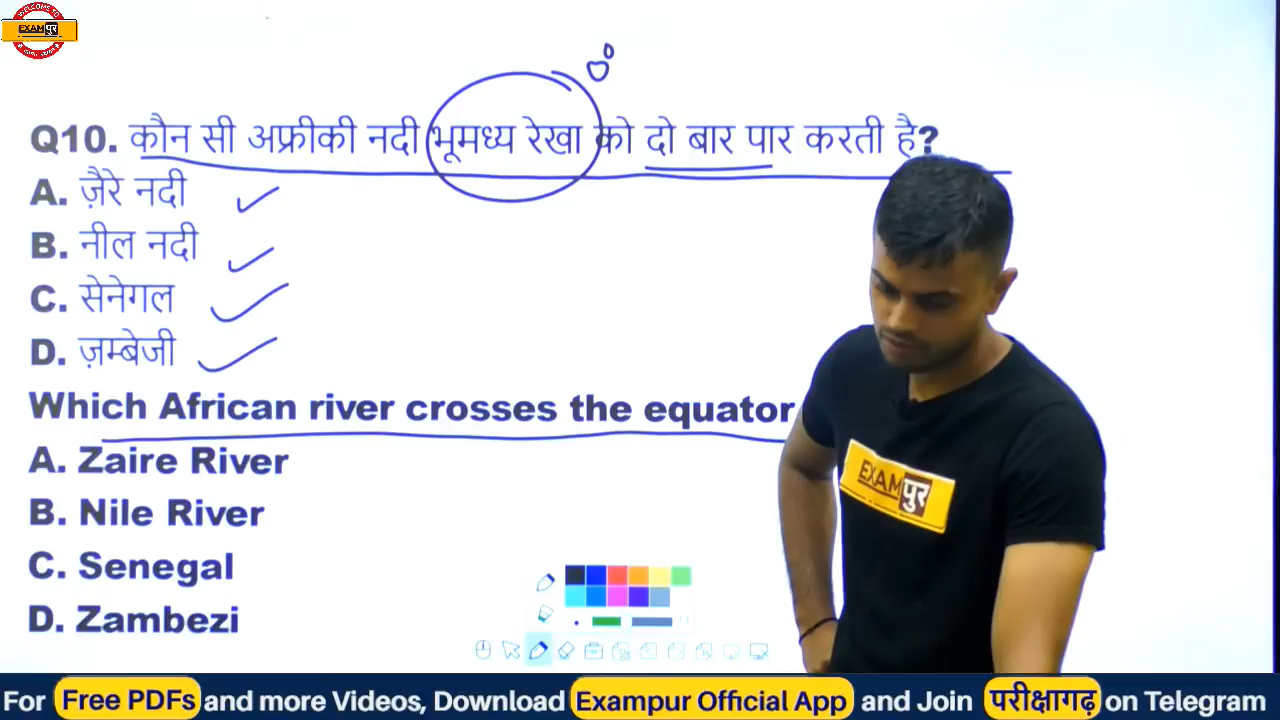 WELCOME TO
EXAMपुर
Q10. कौन सी अफ्रीकी नदी भूमध्य रेखा को दो बार पार करती है?
A. ज़ैरे नदी
B. नील नदी
C. सेनेगल
D. ज़म्बेजी
Which African river crosses the equator
A. Zaire River
B. Nile River
C. Senegal
D. Zambezi
EXAMपुर
For Free PDFs and more Videos, Download Exampur Official App and Join परीक्षागढ़ on Telegram